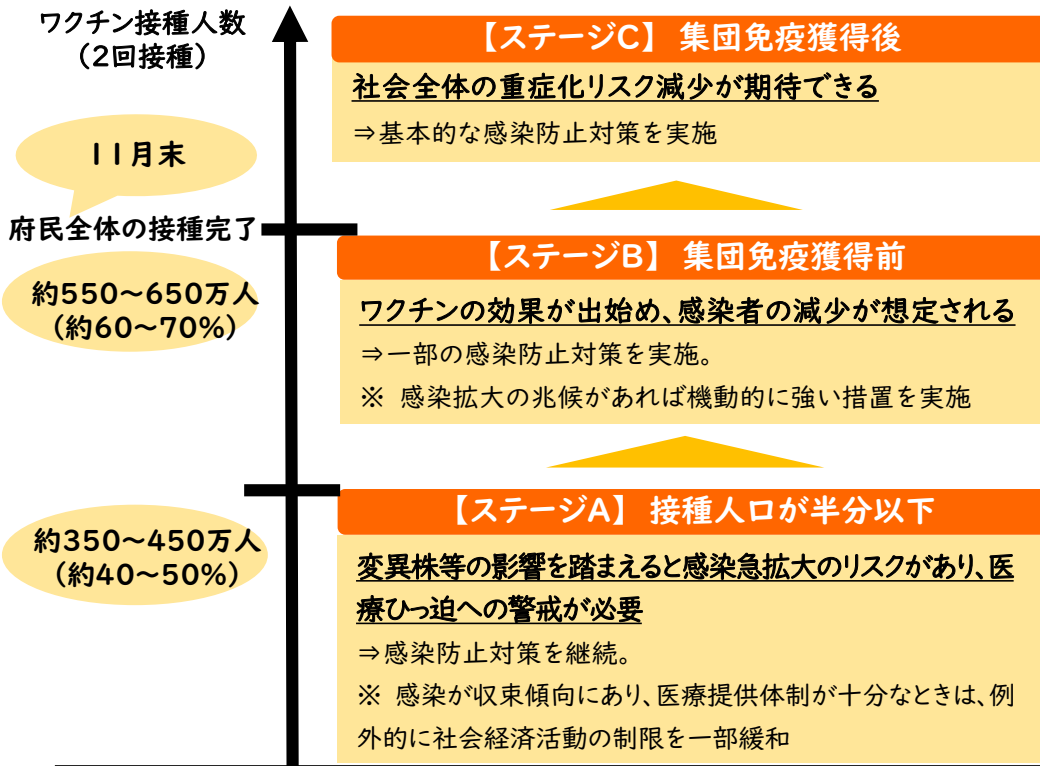 ワクチン接種人数
（2回接種）
【ステージC】 集団免疫獲得後
社会全体の重症化リスク減少が期待できる
⇒基本的な感染防止対策を実施
11月末
府民全体の接種完了
【ステージB】 集団免疫獲得前
約550～650万人
（約60～70%）
ワクチンの効果が出始め、感染者の減少が想定される
⇒一部の感染防止対策を実施。
※ 感染拡大の兆候があれば機動的に強い措置を実施
【ステージA】 接種人口が半分以下
約350～450万人
（約40～50%）
変異株等の影響を踏まえると感染急拡大のリスクがあり、医
療ひっ迫への警戒が必要
⇒感染防止対策を継続。
※ 感染が収束傾向にあり、医療提供体制が十分なときは、例
外的に社会経済活動の制限を一部緩和